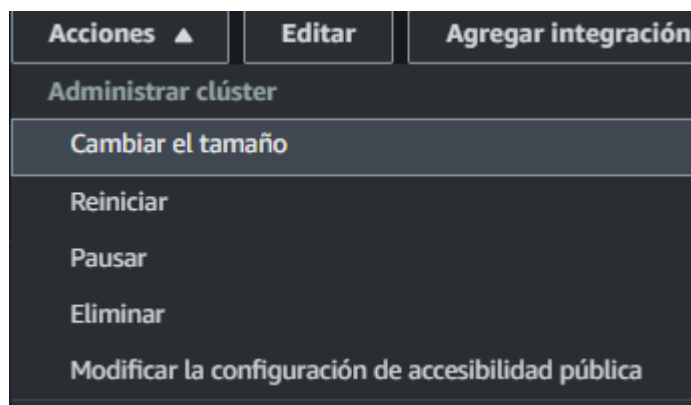 Acciones ▲ Editar Agregar integración
Administrar clúster
Cambiar el tamaño
Reiniciar
Pausar
Eliminar
Modificar la configuración de accesibilidad pública